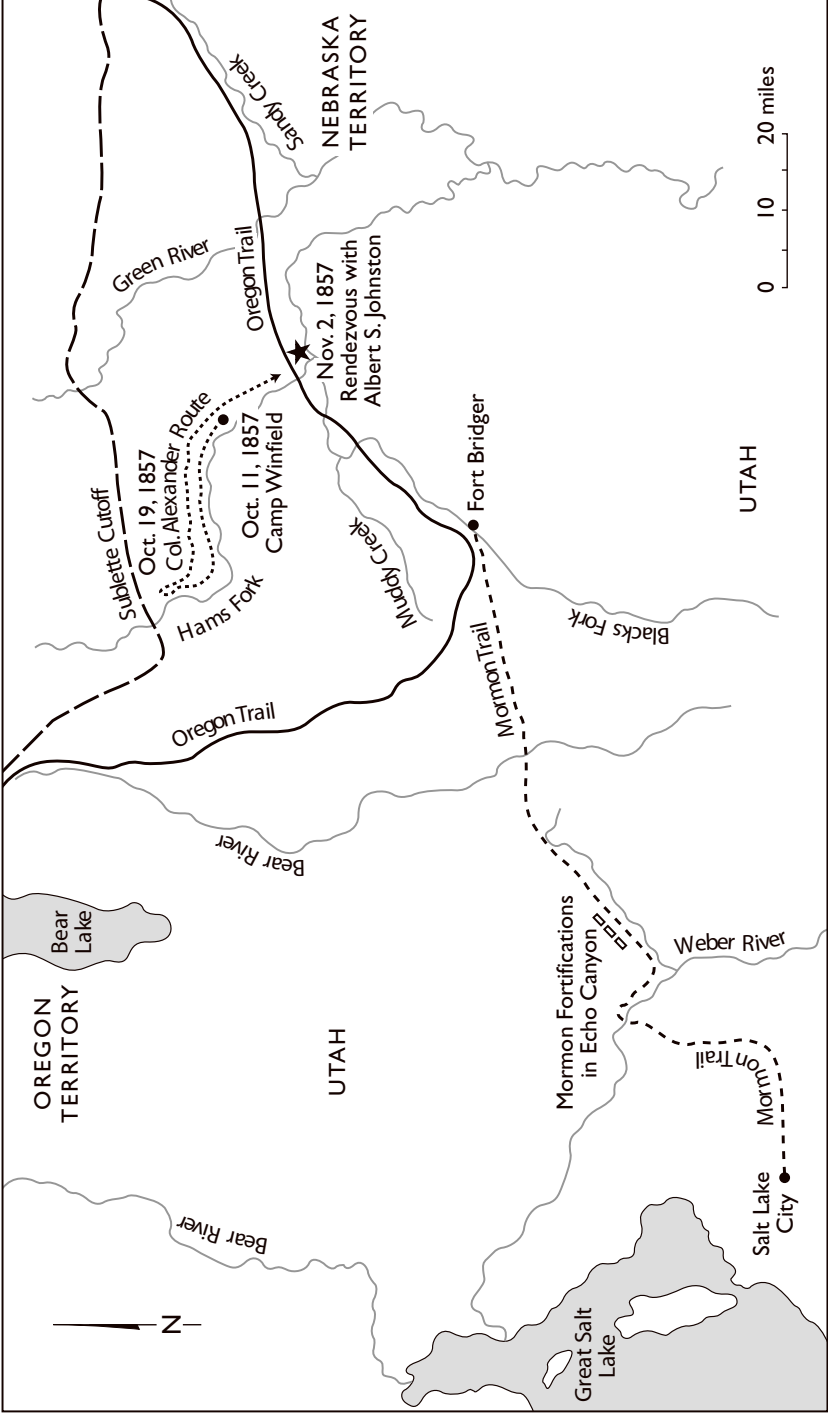 OREGON
TERRITORY
Bear
Lake
Bear River
Bear River
UTAH
Great Salt
Lake
Salt Lake
City
Mormon Trail
Mormon Fortifications
in Echo Canyon
Weber River
Mormon Trail
Oregon Trail
Sublette Cutoff
Hams Fork
Oct. 19, 1857
Col. Alexander Route
Oct. 11, 1857
Camp Winfield
Muddy Creek
Blacks Fork
Fort Bridger
UTAH
Green River
Oregon Trail
Nov. 2, 1857
Rendezvous with
Albert S. Johnston
Sandy Creek
NEBRASKA
TERRITORY
0 10 20 miles
N